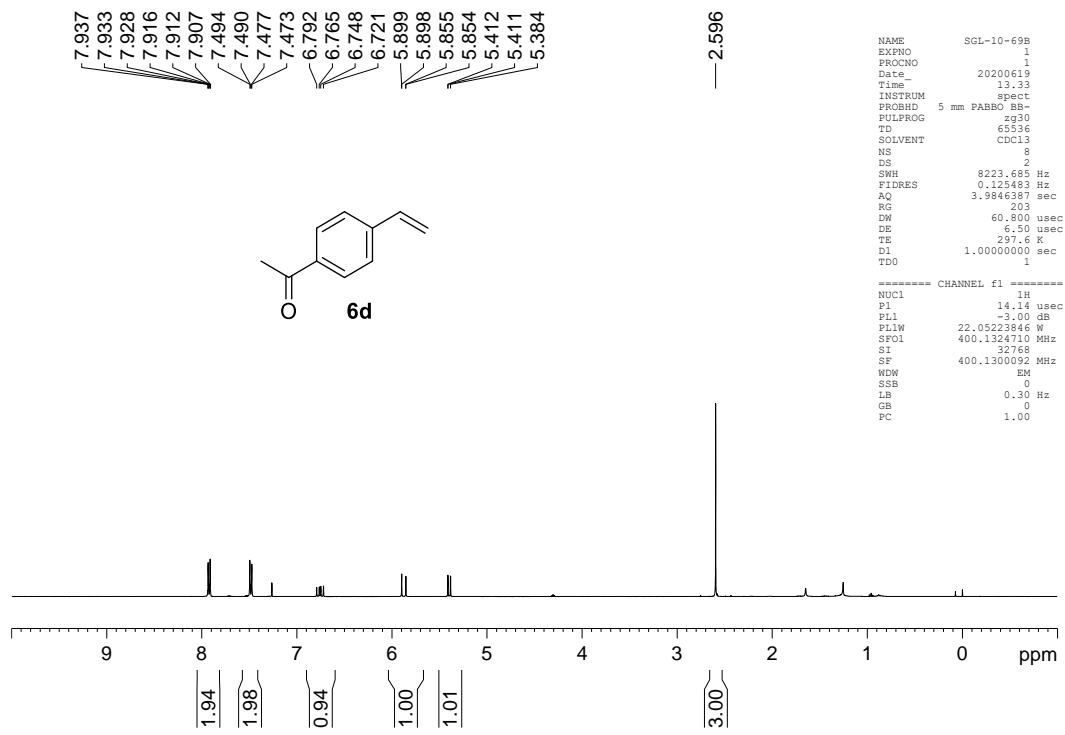 7.937
7.933
7.928
7.916
7.912
7.907
7.494
7.490
7.477
7.473
6.792
6.765
6.748
6.721
5.899
5.898
5.855
5.854
5.412
5.411
5.384
2.596
NAME SGL-10-69B
EXPNO 1
PROCNO 1
Date_ 20200619
Time 13.33
INSTRUM spect
PROBHD 5 mm PABBO BB-
PULPROG zg30
TD 65536
SOLVENT CDCl3
NS 8
DS 2
SWH 8223.685 Hz
FIDRES 0.125483 Hz
AQ 3.9846387 sec
RG 203
DW 60.800 usec
DE 6.50 usec
TE 297.6 K
D1 1.00000000 sec
TD0 1
======== CHANNEL f1 ========
NUC1 1H
P1 14.14 usec
PL1 -3.00 dB
PL1W 22.05223846 W
SFO1 400.1324710 MHz
SI 32768
SF 400.1300092 MHz
WDW EM
SSB 0
LB 0.30 Hz
GB 0
PC 1.00
O
6d
9 8 7 6 5 4 3 2 1 0 ppm
1.94
1.98
0.94
1.00
1.01
3.00